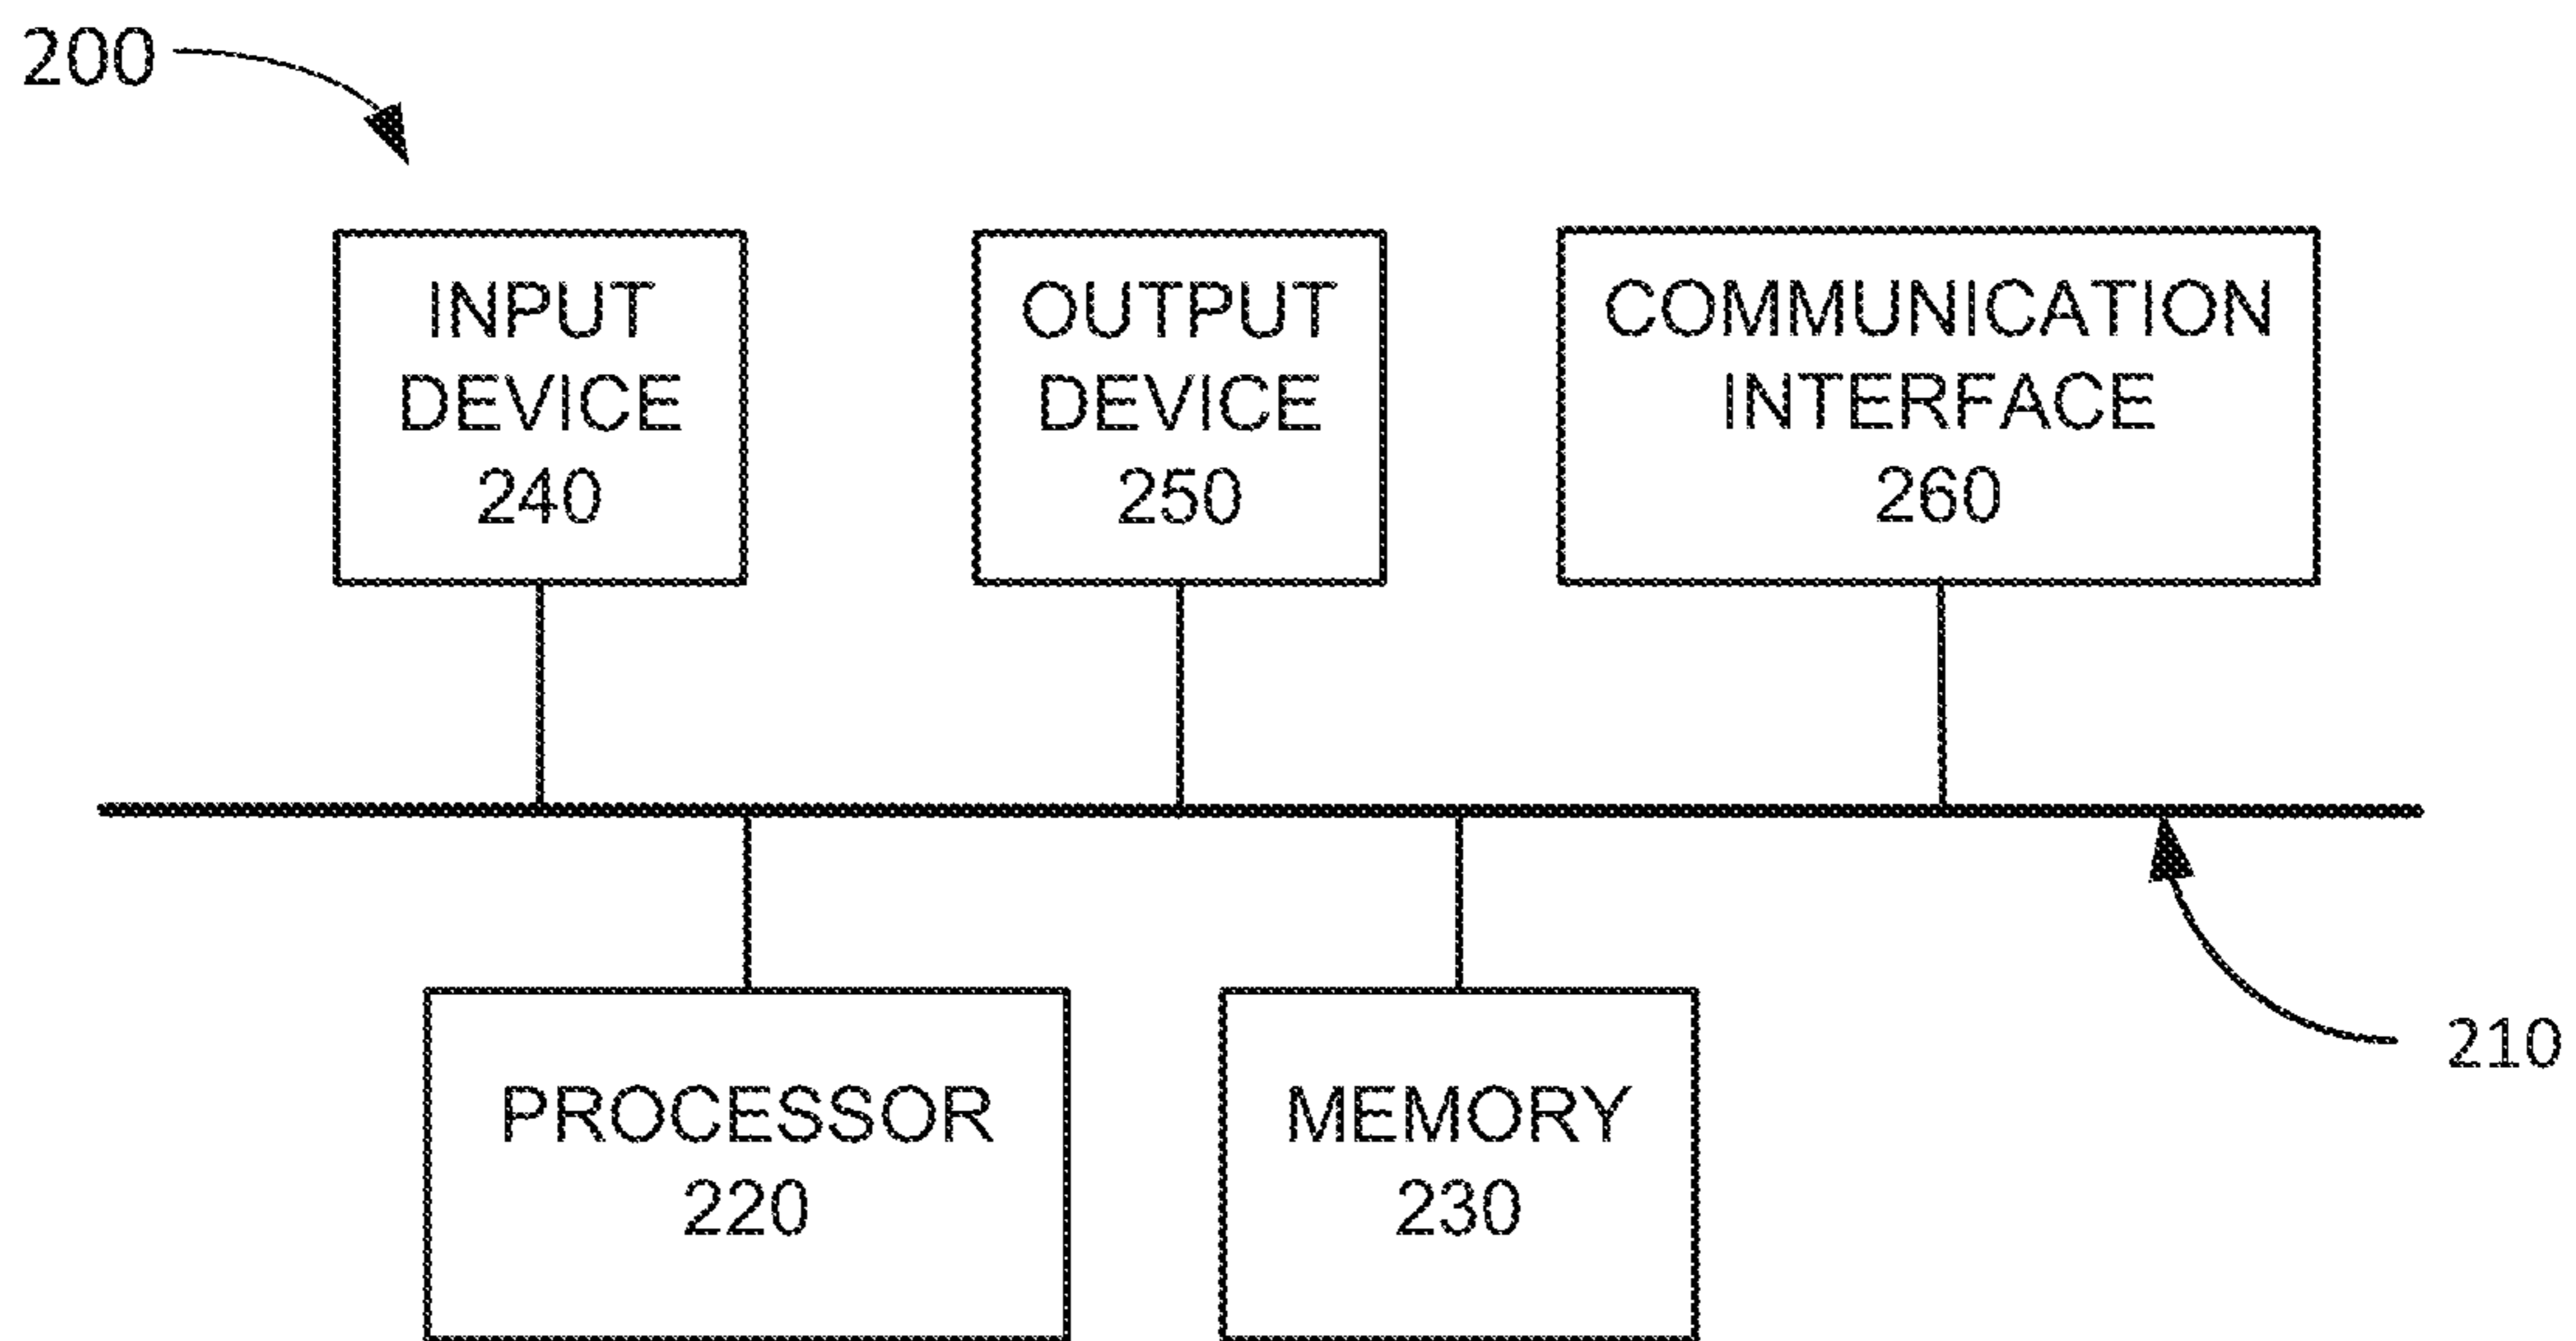 200
INPUT
DEVICE
240
OUTPUT
DEVICE
250
COMMUNICATION
INTERFACE
260
PROCESSOR
220
MEMORY
230
210